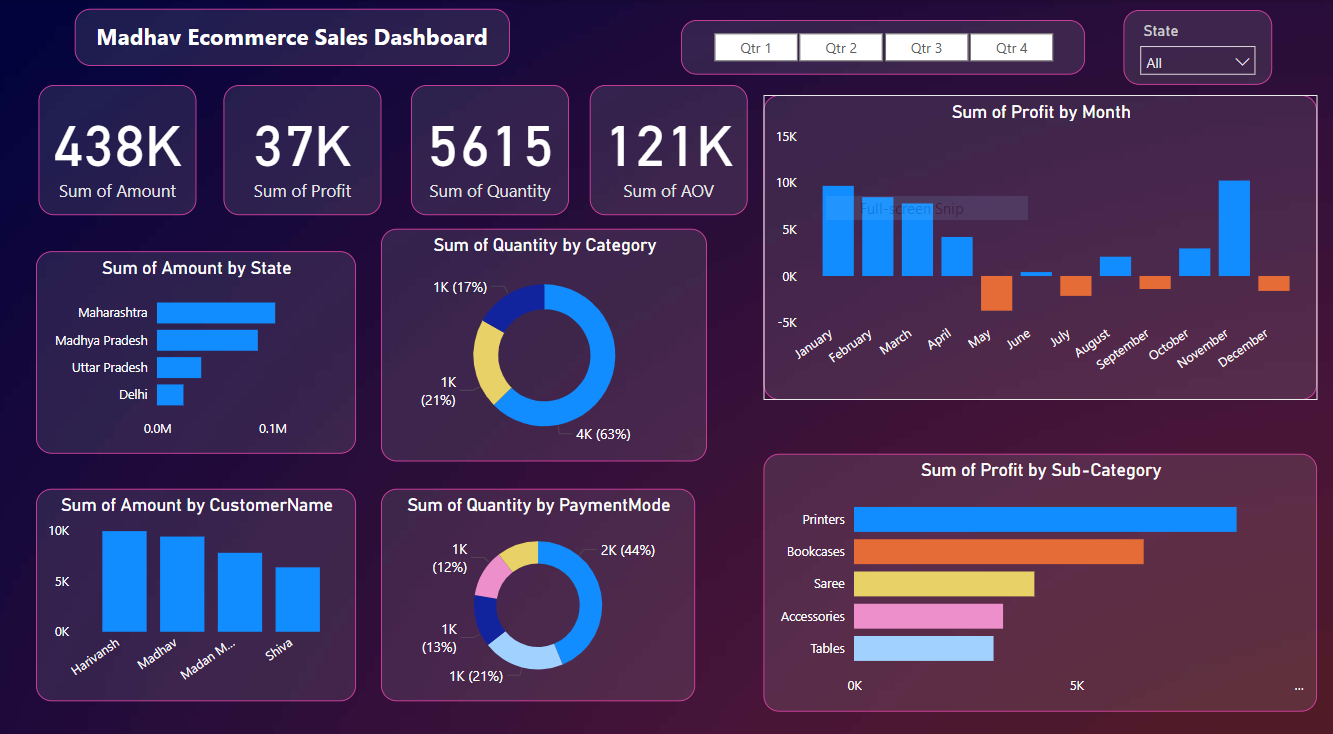 Madhav Ecommerce Sales Dashboard
Qtr 1
Qtr 2
Qtr 3
Qtr 4
State
All
438K
Sum of Amount
37K
Sum of Profit
5615
Sum of Quantity
121K
Sum of AOV
Sum of Profit by Month
15K
10K
5K
0K
-5K
Full-screen Snip
January
February
March
April
May
June
July
August
September
October
November
December
Sum of Amount by State
Maharashtra
Madhya Pradesh
Uttar Pradesh
Delhi
0.0M
0.1M
Sum of Quantity by Category
1K (17%)
1K
(21%)
4K (63%)
Sum of Amount by CustomerName
10K
5K
0K
Harivansh
Madhav
Madan M...
Shiva
Sum of Quantity by PaymentMode
1K
(12%)
2K (44%)
1K
(13%)
1K (21%)
Sum of Profit by Sub-Category
Printers
Bookcases
Saree
Accessories
Tables
0K
5K
...